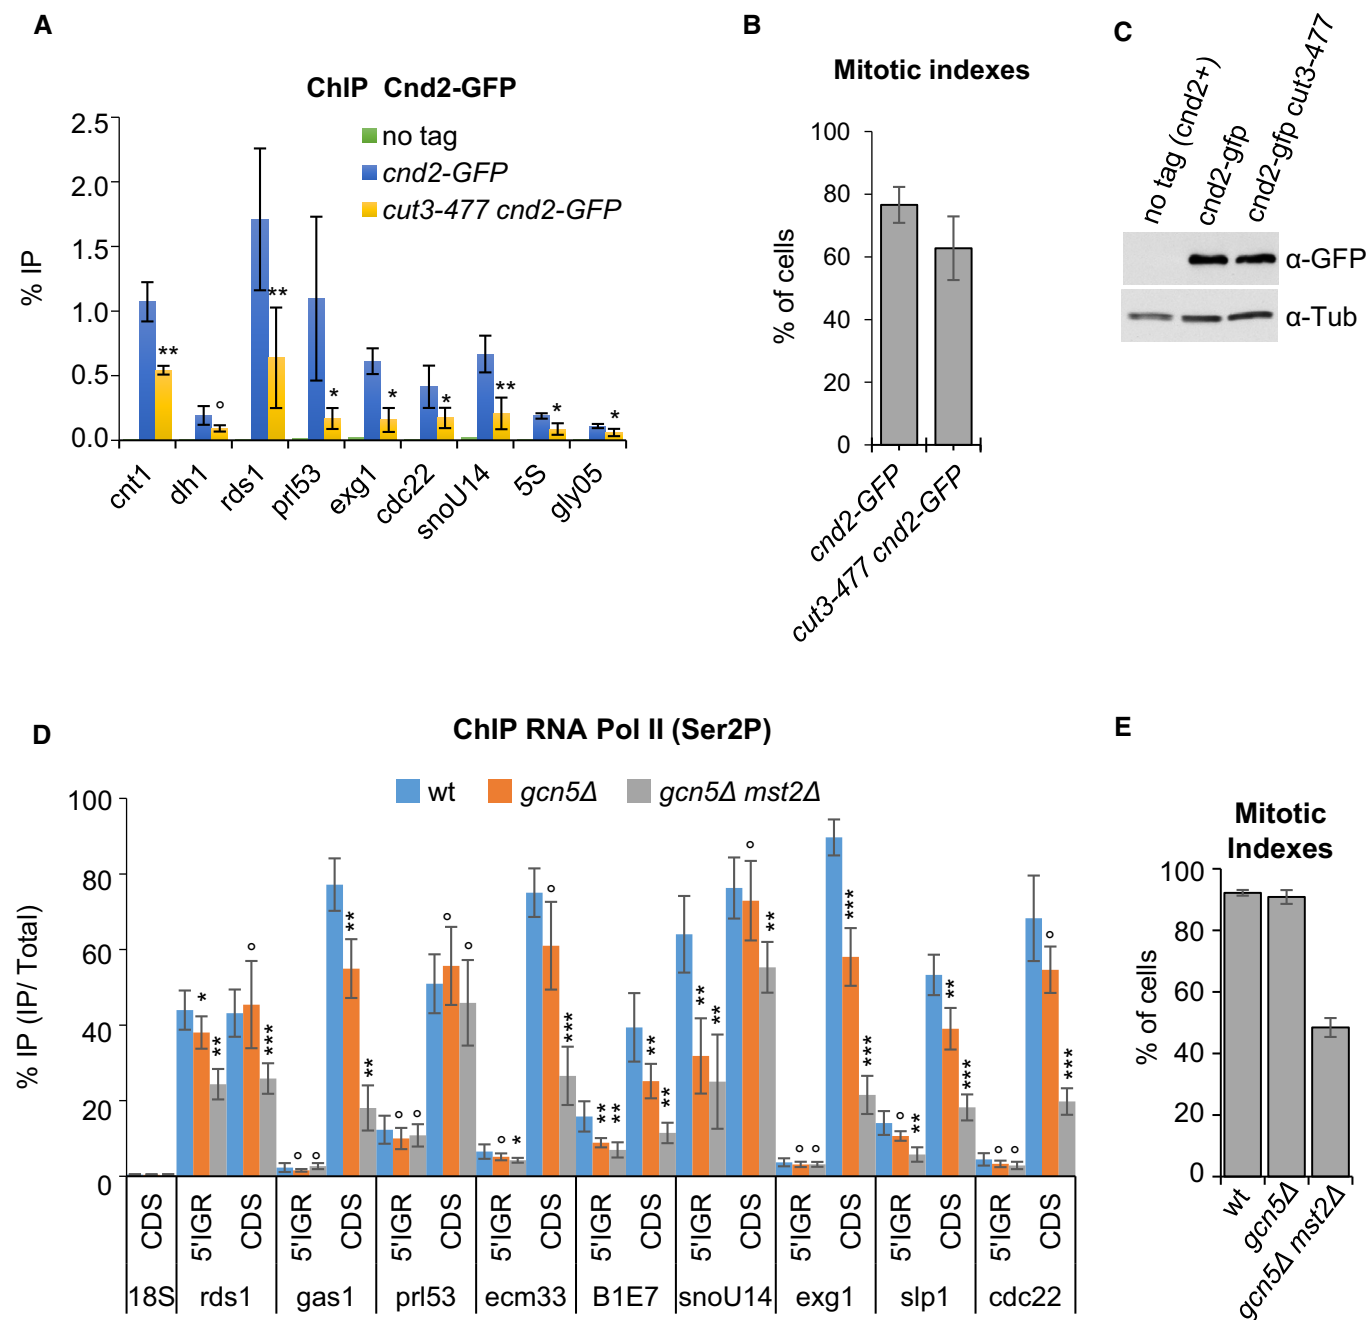 A
ChIP Cnd2-GFP
no tag
cnd2-GFP
cut3-477 cnd2-GFP
% IP
2.5
2.0
1.5
1.0
0.5
0.0
** ° ** * * * ** * *
cnt1 dh1 rds1 prl53 exg1 cdc22 snoU14 5S gly05
B
Mitotic indexes
% of cells
100
80
60
40
20
0
cnd2-GFP
cut3-477 cnd2-GFP
C
no tag (cnd2+)
cnd2-gfp
cnd2-gfp cut3-477
α-GFP
α-Tub
D
ChIP RNA Pol II (Ser2P)
wt gcn5Δ gcn5Δ mst2Δ
% IP (IP/ Total)
100
80
60
40
20
0
* ** ° *** ° ° ** ** ° ° ° ° ° * ° *** ** ** ** ** ** ** ° ** ° ° *** *** ° ** ** *** ° ° ° ***
CDS 5'IGR CDS 5'IGR CDS 5'IGR CDS 5'IGR CDS 5'IGR CDS 5'IGR CDS 5'IGR CDS 5'IGR CDS 5'IGR CDS
18S rds1 gas1 prl53 ecm33 B1E7 snoU14 exg1 slp1 cdc22
E
Mitotic
Indexes
% of cells
100
80
60
40
20
0
wt
gcn5Δ
gcn5Δ mst2Δ